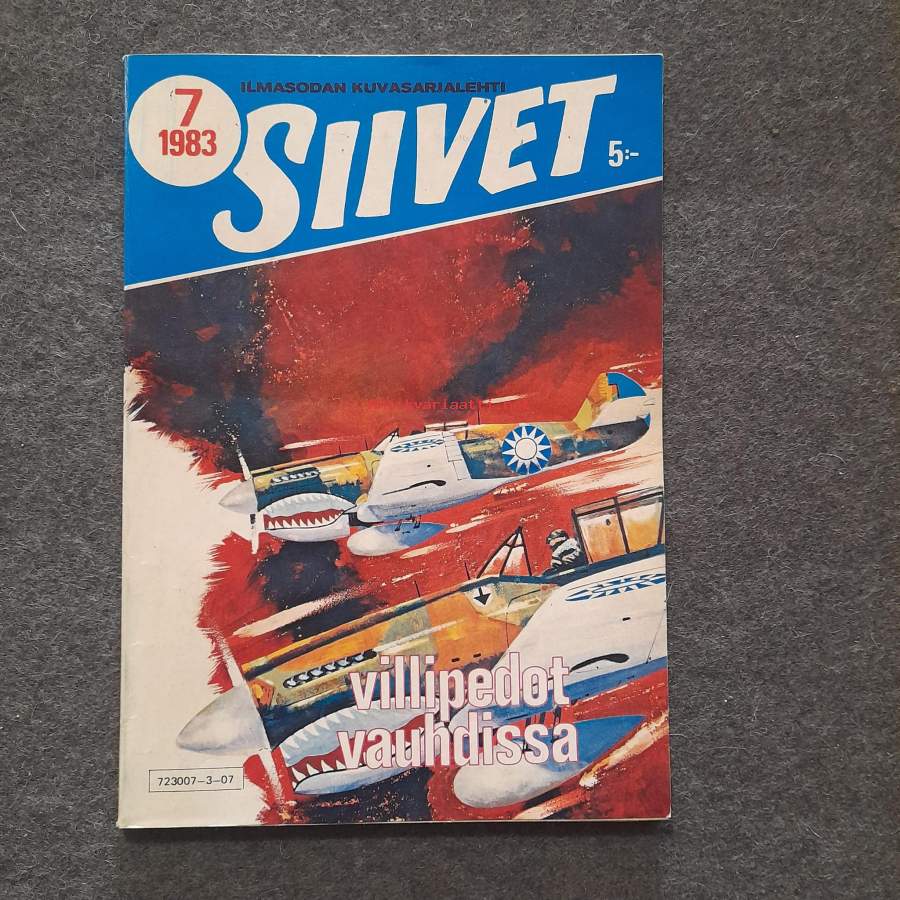 ILMASODAN KUVASARJALEHTI
7
1983
SIIVET
5:-
villipedot
vauhdissa
723007-3-07